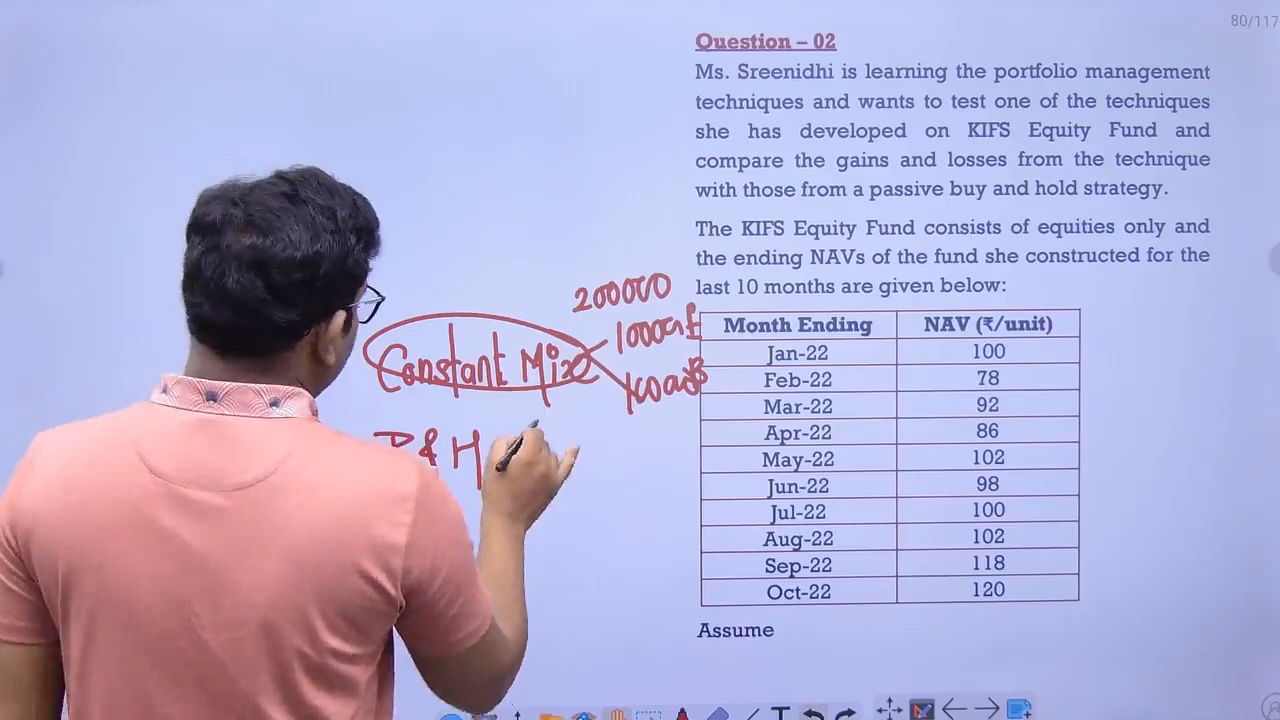 80/117
Question – 02
Ms. Sreenidhi is learning the portfolio management
techniques and wants to test one of the techniques
she has developed on KIFS Equity Fund and
compare the gains and losses from the technique
with those from a passive buy and hold strategy.
The KIFS Equity Fund consists of equities only and
the ending NAVs of the fund she constructed for the
last 10 months are given below:
Month Ending NAV (₹/unit)
Jan-22 100
Feb-22 78
Mar-22 92
Apr-22 86
May-22 102
Jun-22 98
Jul-22 100
Aug-22 102
Sep-22 118
Oct-22 120
Assume
200000
Constant Mix
& H